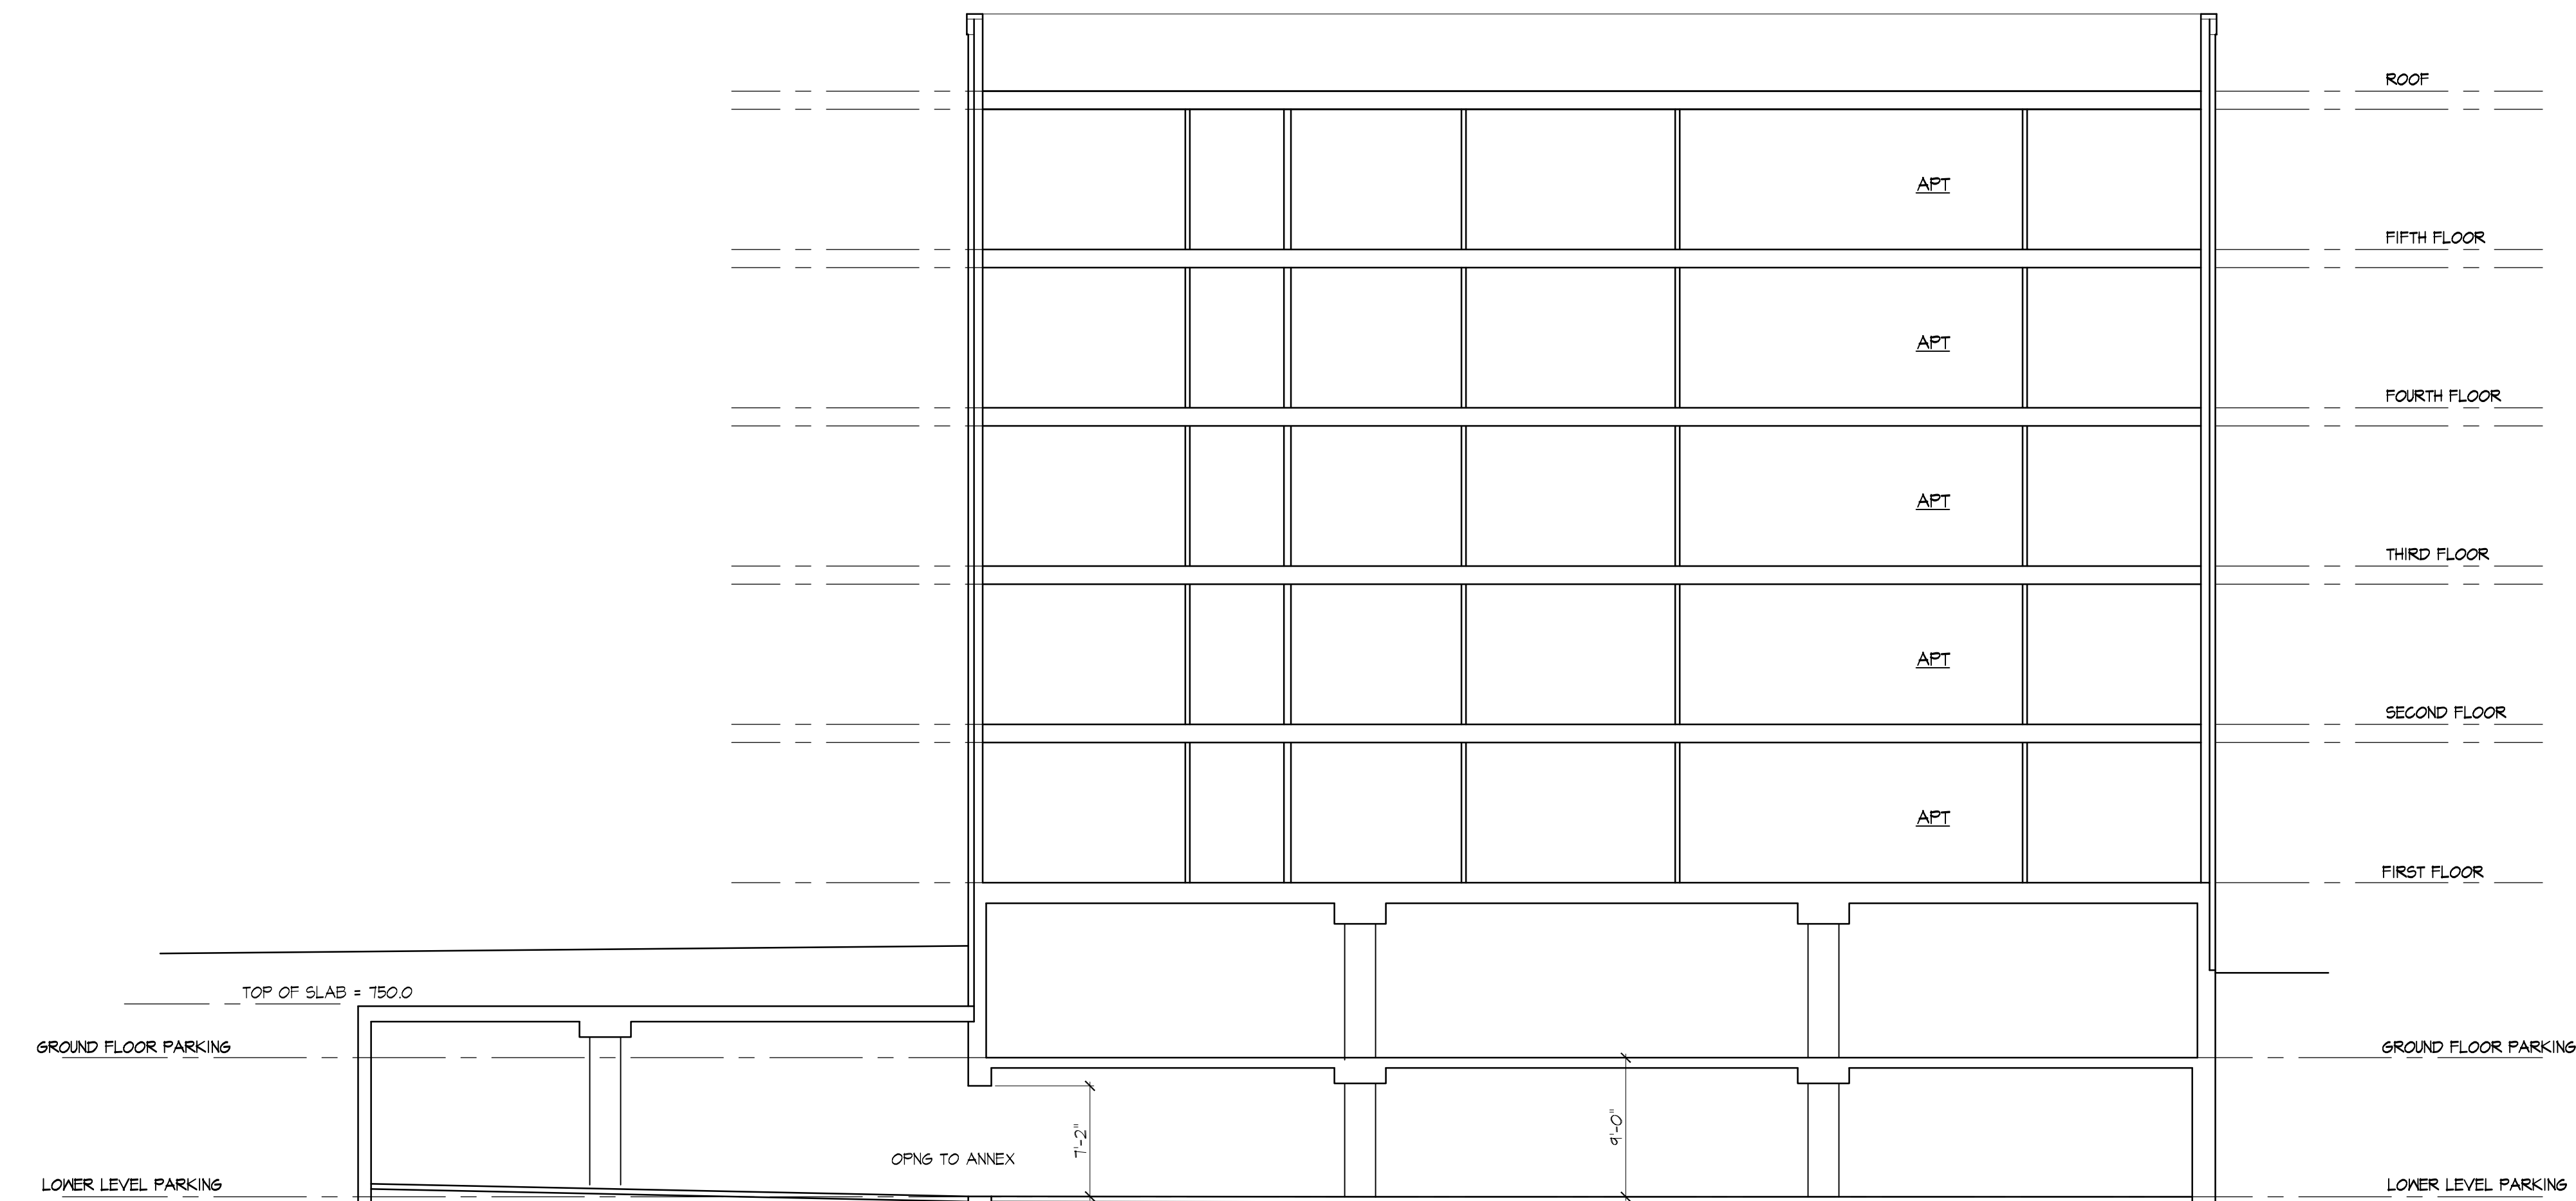 ROOF
APT
FIFTH FLOOR
APT
FOURTH FLOOR
APT
THIRD FLOOR
APT
SECOND FLOOR
APT
FIRST FLOOR
TOP OF SLAB = 750.0
GROUND FLOOR PARKING
GROUND FLOOR PARKING
7'-2"
9'-0"
OPNG TO ANNEX
LOWER LEVEL PARKING
LOWER LEVEL PARKING